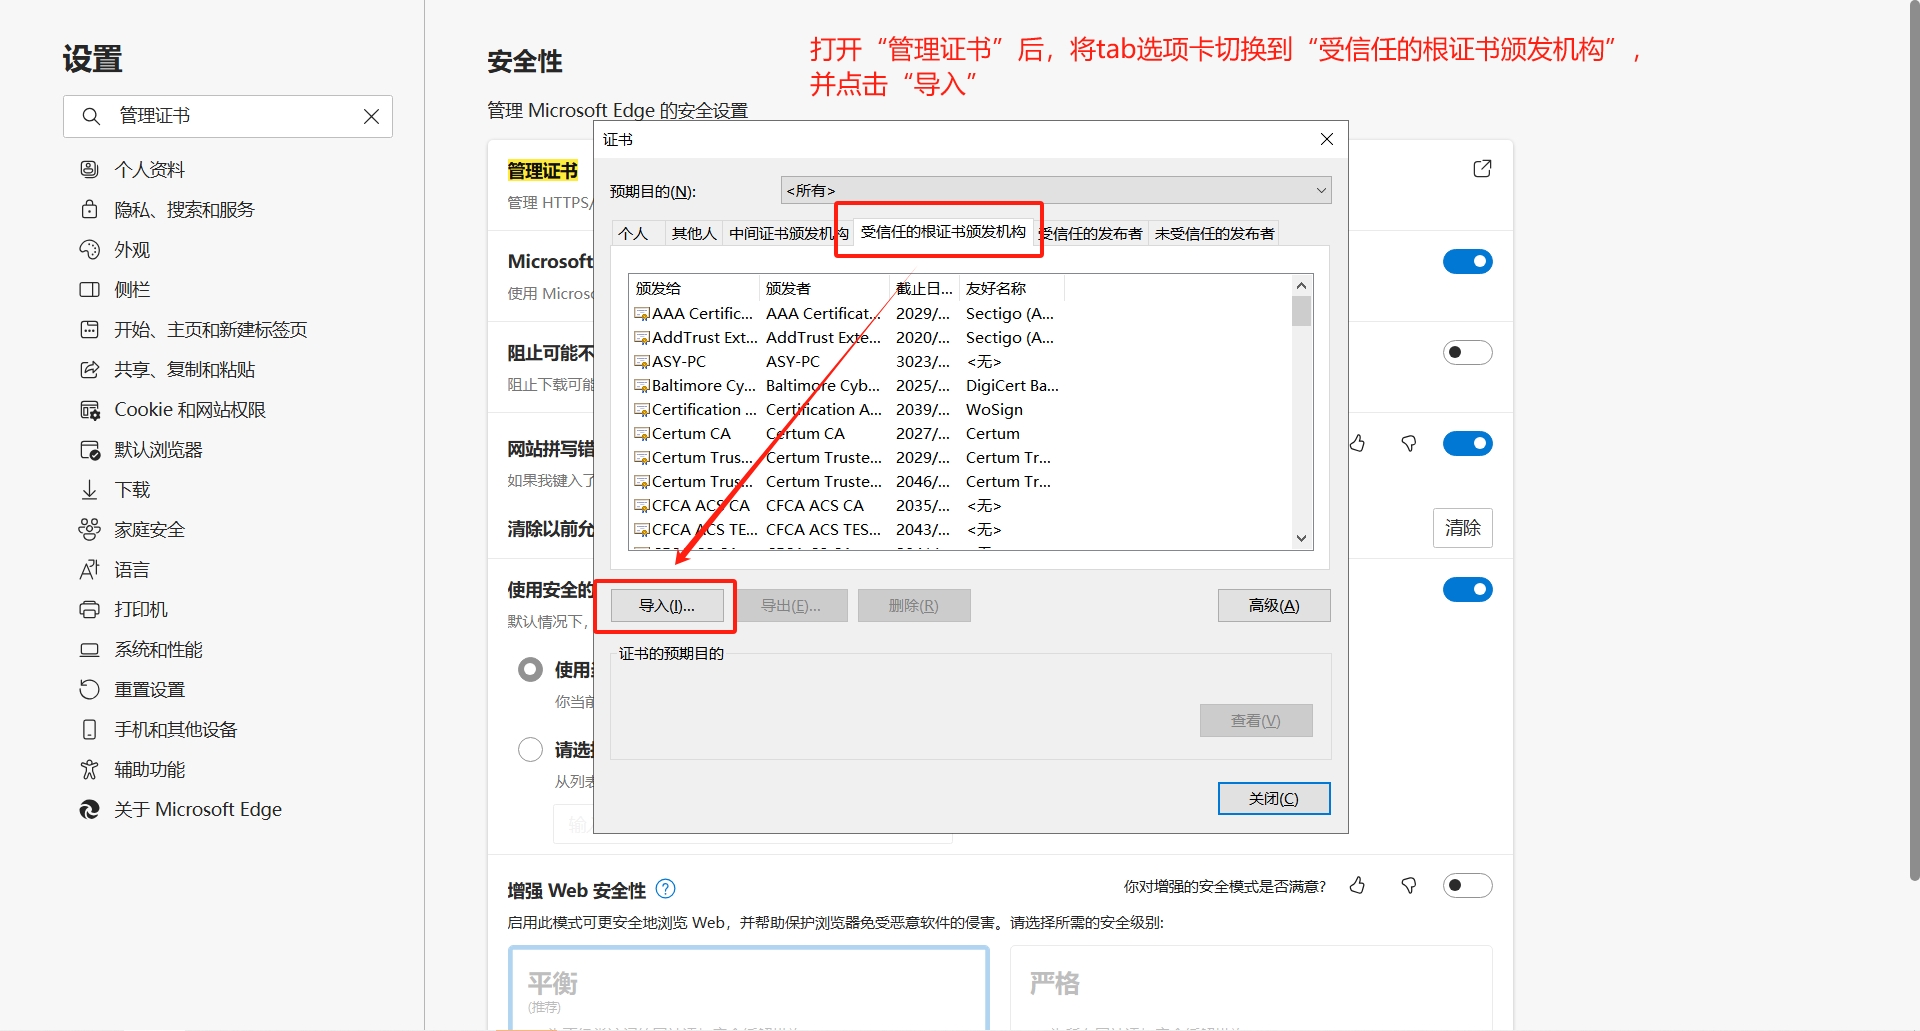 设置
管理证书
个人资料
隐私、搜索和服务
外观
侧栏
开始、主页和新建标签页
共享、复制和粘贴
Cookie 和网站权限
默认浏览器
下载
家庭安全
语言
打印机
系统和性能
重置设置
手机和其他设备
辅助功能
关于 Microsoft Edge
打开“管理证书”后，将tab选项卡切换到“受信任的根证书颁发机构”，
并点击“导入”
安全性
管理 Microsoft Edge 的安全设置
管理证书
管理 HTTPS/
Microsoft
使用 Micros
阻止可能不
阻止下载可能
网站拼写错
如果我键入了
清除以前允
清除
使用安全的
默认情况下，
使用
你当前
请选择
从列表
证书
预期目的(N):
<所有>
个人 其他人 中间证书颁发机构 受信任的根证书颁发机构 受信任的发布者 未受信任的发布者
颁发给 颁发者 截止日... 友好名称
AAA Certific... AAA Certificat... 2029/... Sectigo (A...
AddTrust Ext... AddTrust Exte... 2020/... Sectigo (A...
ASY-PC ASY-PC 3023/... <无>
Baltimore Cy... Baltimore Cyb... 2025/... DigiCert Ba...
Certification ... Certification A... 2039/... WoSign
Certum CA Certum CA 2027/... Certum
Certum Trus... Certum Truste... 2029/... Certum Tr...
Certum Trus... Certum Truste... 2046/... Certum Tr...
CFCA ACS CA CFCA ACS CA 2035/... <无>
CFCA ACS TE... CFCA ACS TES... 2043/... <无>
导入(I)... 导出(E)... 删除(R) 高级(A)
证书的预期目的
查看(V)
关闭(C)
增强 Web 安全性
你对增强的安全模式是否满意?
启用此模式可更安全地浏览 Web，并帮助保护浏览器免受恶意软件的侵害。请选择所需的安全级别:
平衡
(推荐)
严格